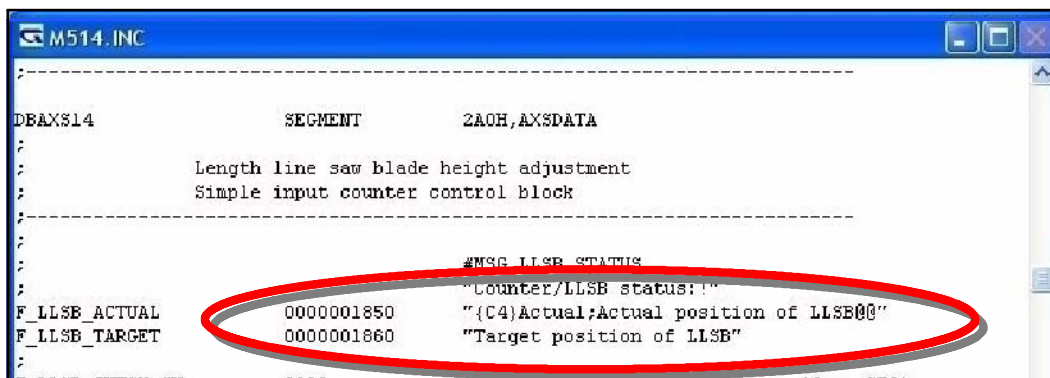 M514.INC
;--------------------------------------------------------------------------
DBAXS14 SEGMENT 2A0H,AXSDATA
;
; Length line saw blade height adjustment
; Simple input counter control block
;--------------------------------------------------------------------------
;
; #MSG LLSB STATUS
; "Counter/LLSB status:!"
F_LLSB_ACTUAL 0000001850 "{C4}Actual;Actual position of LLSB@@"
F_LLSB_TARGET 0000001860 "Target position of LLSB"
;